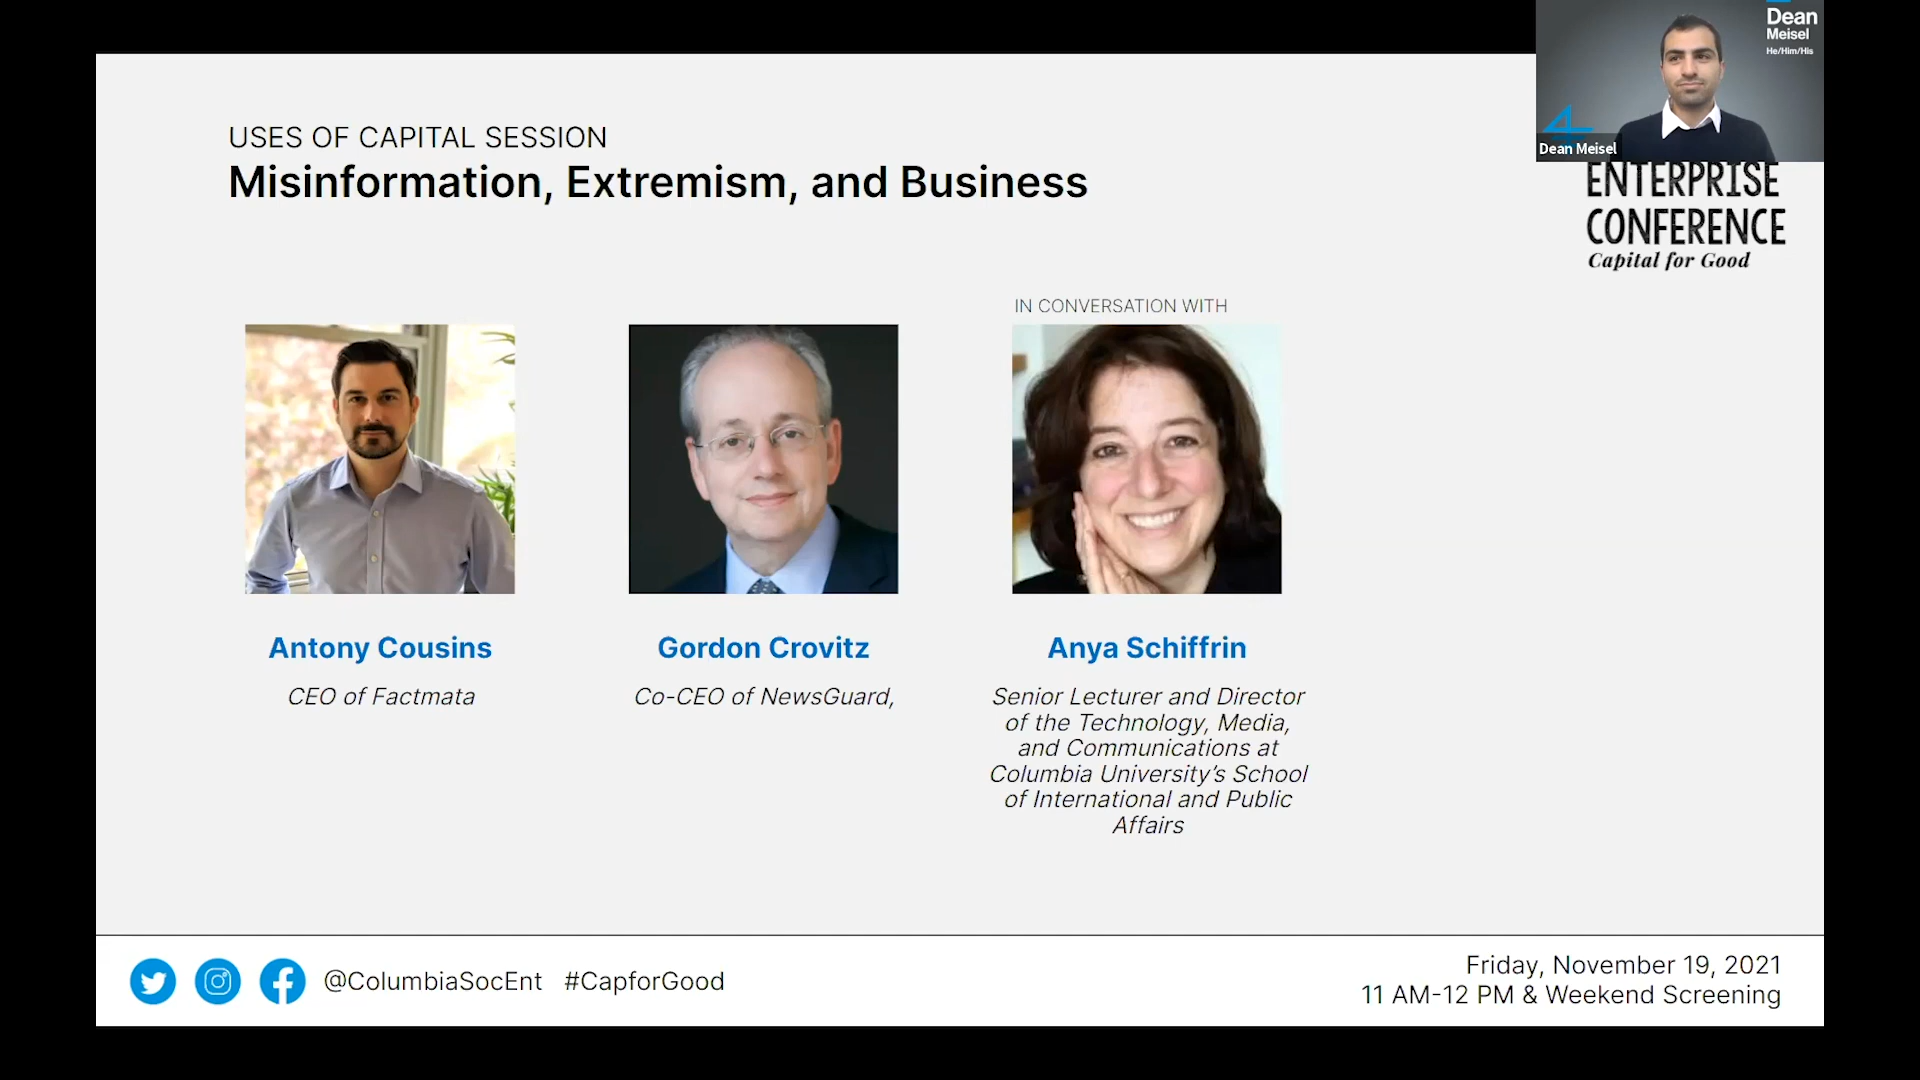 Dean
Meisel
He/Him/His
Dean Meisel
USES OF CAPITAL SESSION
Misinformation, Extremism, and Business
ENTERPRISE
CONFERENCE
Capital for Good
IN CONVERSATION WITH
Antony Cousins
CEO of Factmata
Gordon Crovitz
Co-CEO of NewsGuard,
Anya Schiffrin
Senior Lecturer and Director
of the Technology, Media,
and Communications at
Columbia University's School
of International and Public
Affairs
@ColumbiaSocEnt #CapforGood
Friday, November 19, 2021
11 AM-12 PM & Weekend Screening